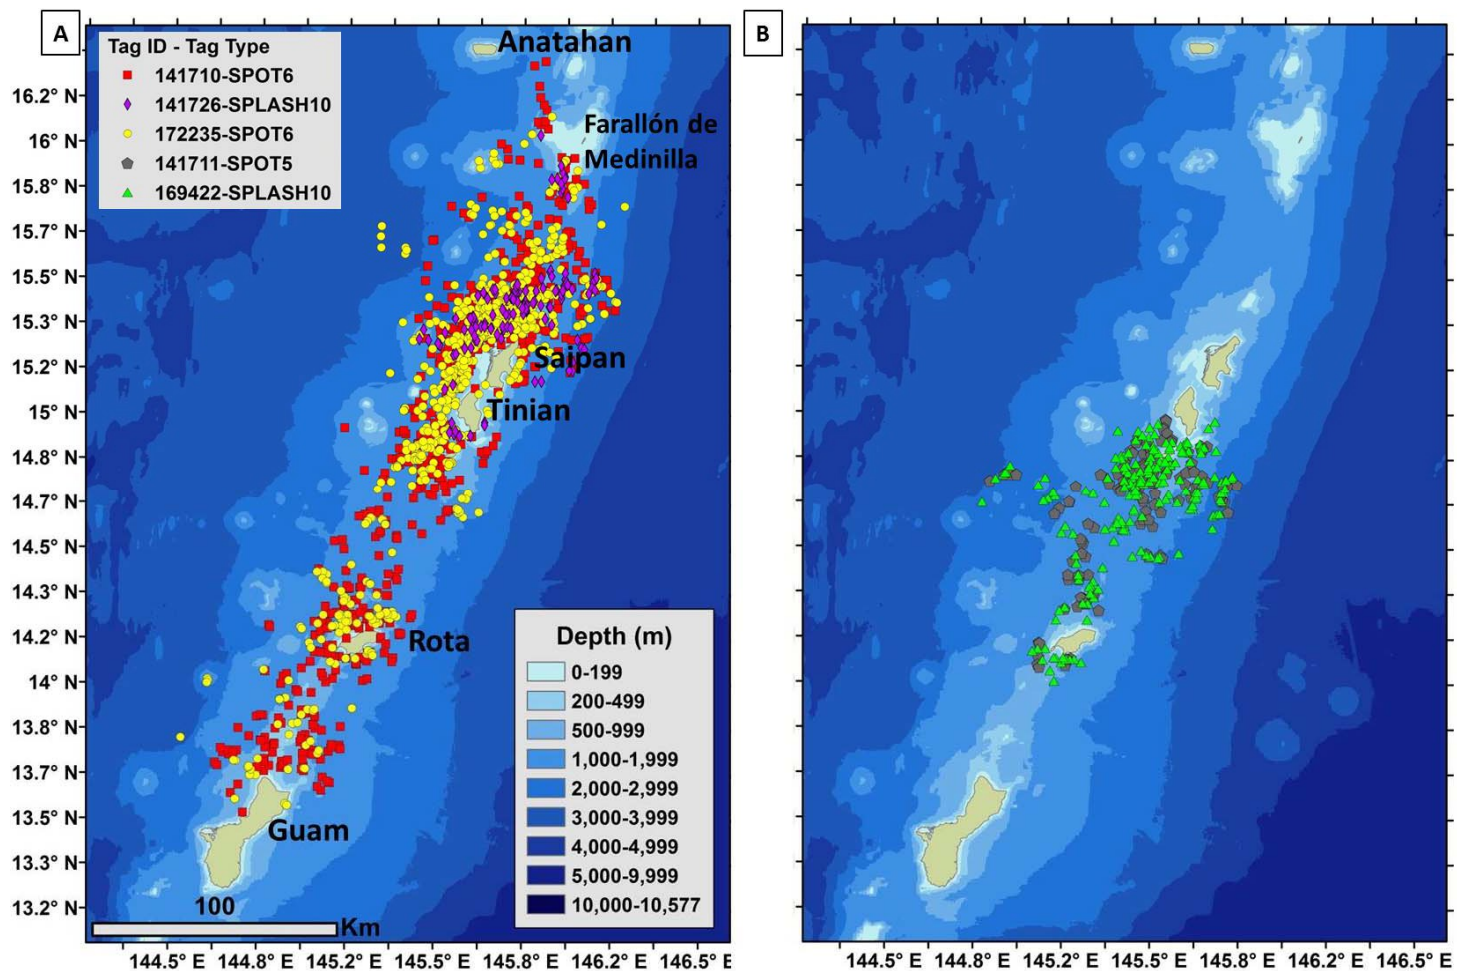 A
Tag ID - Tag Type
141710-SPOT6
141726-SPLASH10
172235-SPOT6
141711-SPOT5
169422-SPLASH10
Anatahan
Farallón de
Medinilla
Saipan
Tinian
Rota
Guam
16.2° N
16° N
15.8° N
15.7° N
15.5° N
15.3° N
15.2° N
15° N
14.8° N
14.7° N
14.5° N
14.3° N
14.2° N
14° N
13.8° N
13.7° N
13.5° N
13.3° N
13.2° N
Depth (m)
0-199
200-499
500-999
1,000-1,999
2,000-2,999
3,000-3,999
4,000-4,999
5,000-9,999
10,000-10,577
100
Km
144.5° E 144.8° E 145.2° E 145.5° E 145.8° E 146.2° E 146.5° E
B
144.5° E 144.8° E 145.2° E 145.5° E 145.8° E 146.2° E 146.5° E